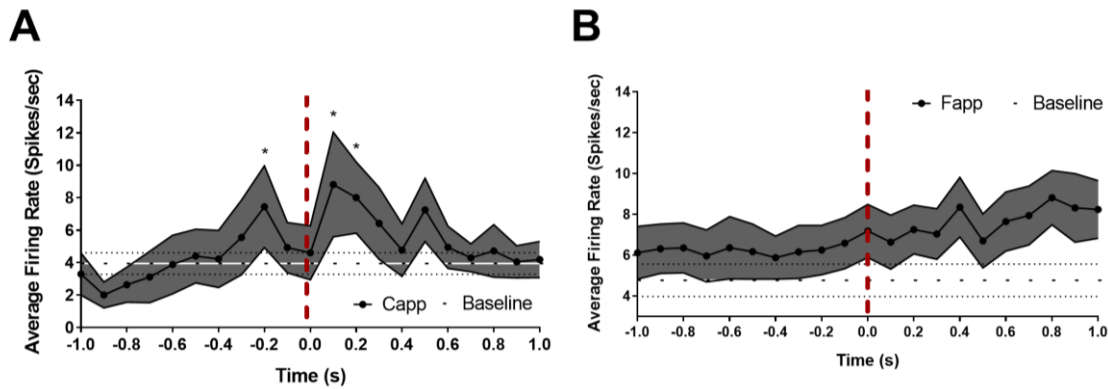 A
Average Firing Rate (Spikes/sec)
14
12
10
8
6
4
2
0
* * *
Capp Baseline
-1.0 -0.8 -0.6 -0.4 -0.2 0.0 0.2 0.4 0.6 0.8 1.0
Time (s)
B
Average Firing Rate (Spikes/sec)
14
12
10
8
6
4
Fapp Baseline
-1.0 -0.8 -0.6 -0.4 -0.2 0.0 0.2 0.4 0.6 0.8 1.0
Time (s)